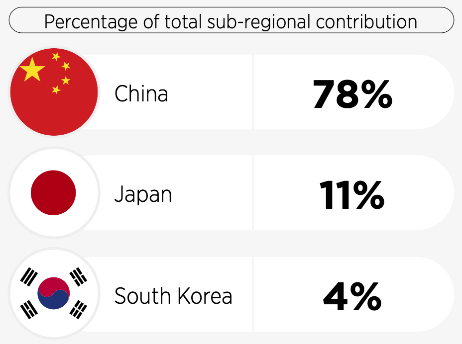 Percentage of total sub-regional contribution
China 78%
Japan 11%
South Korea 4%